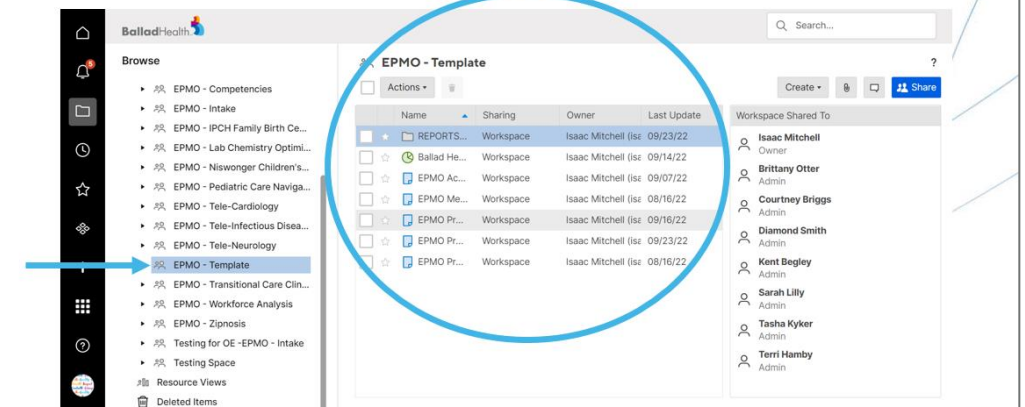 BalladHealth
Search...
5
Browse
EPMO - Competencies
EPMO - Intake
EPMO - IPCH Family Birth Ce...
EPMO - Lab Chemistry Optimi...
EPMO - Niswonger Children's...
EPMO - Pediatric Care Naviga...
EPMO - Tele-Cardiology
EPMO - Tele-Infectious Disea...
EPMO - Tele-Neurology
EPMO - Template
EPMO - Transitional Care Clin...
EPMO - Workforce Analysis
EPMO - Zipnosis
Testing for OE -EPMO - Intake
Testing Space
Resource Views
Deleted Items
EPMO - Template
?
Actions
Create
Share
Name Sharing Owner Last Update
REPORTS... Workspace Isaac Mitchell (isa 09/23/22
Ballad He... Workspace Isaac Mitchell (isa 09/14/22
EPMO Ac... Workspace Isaac Mitchell (isa 09/07/22
EPMO Me... Workspace Isaac Mitchell (isa 08/16/22
EPMO Pr... Workspace Isaac Mitchell (isa 09/16/22
EPMO Pr... Workspace Isaac Mitchell (isa 09/23/22
EPMO Pr... Workspace Isaac Mitchell (isa 08/16/22
Workspace Shared To
Isaac Mitchell
Owner
Brittany Otter
Admin
Courtney Briggs
Admin
Diamond Smith
Admin
Kent Begley
Admin
Sarah Lilly
Admin
Tasha Kyker
Admin
Terri Hamby
Admin